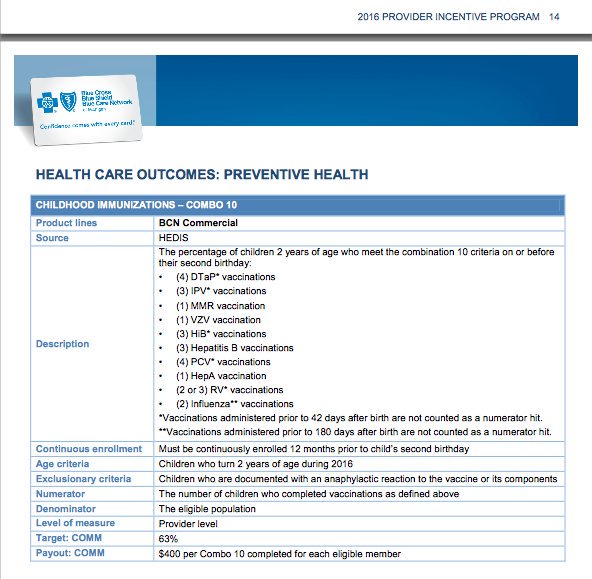 2016 PROVIDER INCENTIVE PROGRAM 14
Blue Cross
Blue Shield
Blue Care Network
of Michigan
Confidence comes with every card.®
HEALTH CARE OUTCOMES: PREVENTIVE HEALTH
CHILDHOOD IMMUNIZATIONS – COMBO 10
Product lines BCN Commercial
Source HEDIS
Description
The percentage of children 2 years of age who meet the combination 10 criteria on or before
their second birthday:
• (4) DTaP* vaccinations
• (3) IPV* vaccinations
• (1) MMR vaccination
• (1) VZV vaccination
• (3) HiB* vaccinations
• (3) Hepatitis B vaccinations
• (4) PCV* vaccinations
• (1) HepA vaccination
• (2 or 3) RV* vaccinations
• (2) Influenza** vaccinations
*Vaccinations administered prior to 42 days after birth are not counted as a numerator hit.
**Vaccinations administered prior to 180 days after birth are not counted as a numerator hit.
Continuous enrollment Must be continuously enrolled 12 months prior to child's second birthday
Age criteria Children who turn 2 years of age during 2016
Exclusionary criteria Children who are documented with an anaphylactic reaction to the vaccine or its components
Numerator The number of children who completed vaccinations as defined above
Denominator The eligible population
Level of measure Provider level
Target: COMM 63%
Payout: COMM $400 per Combo 10 completed for each eligible member